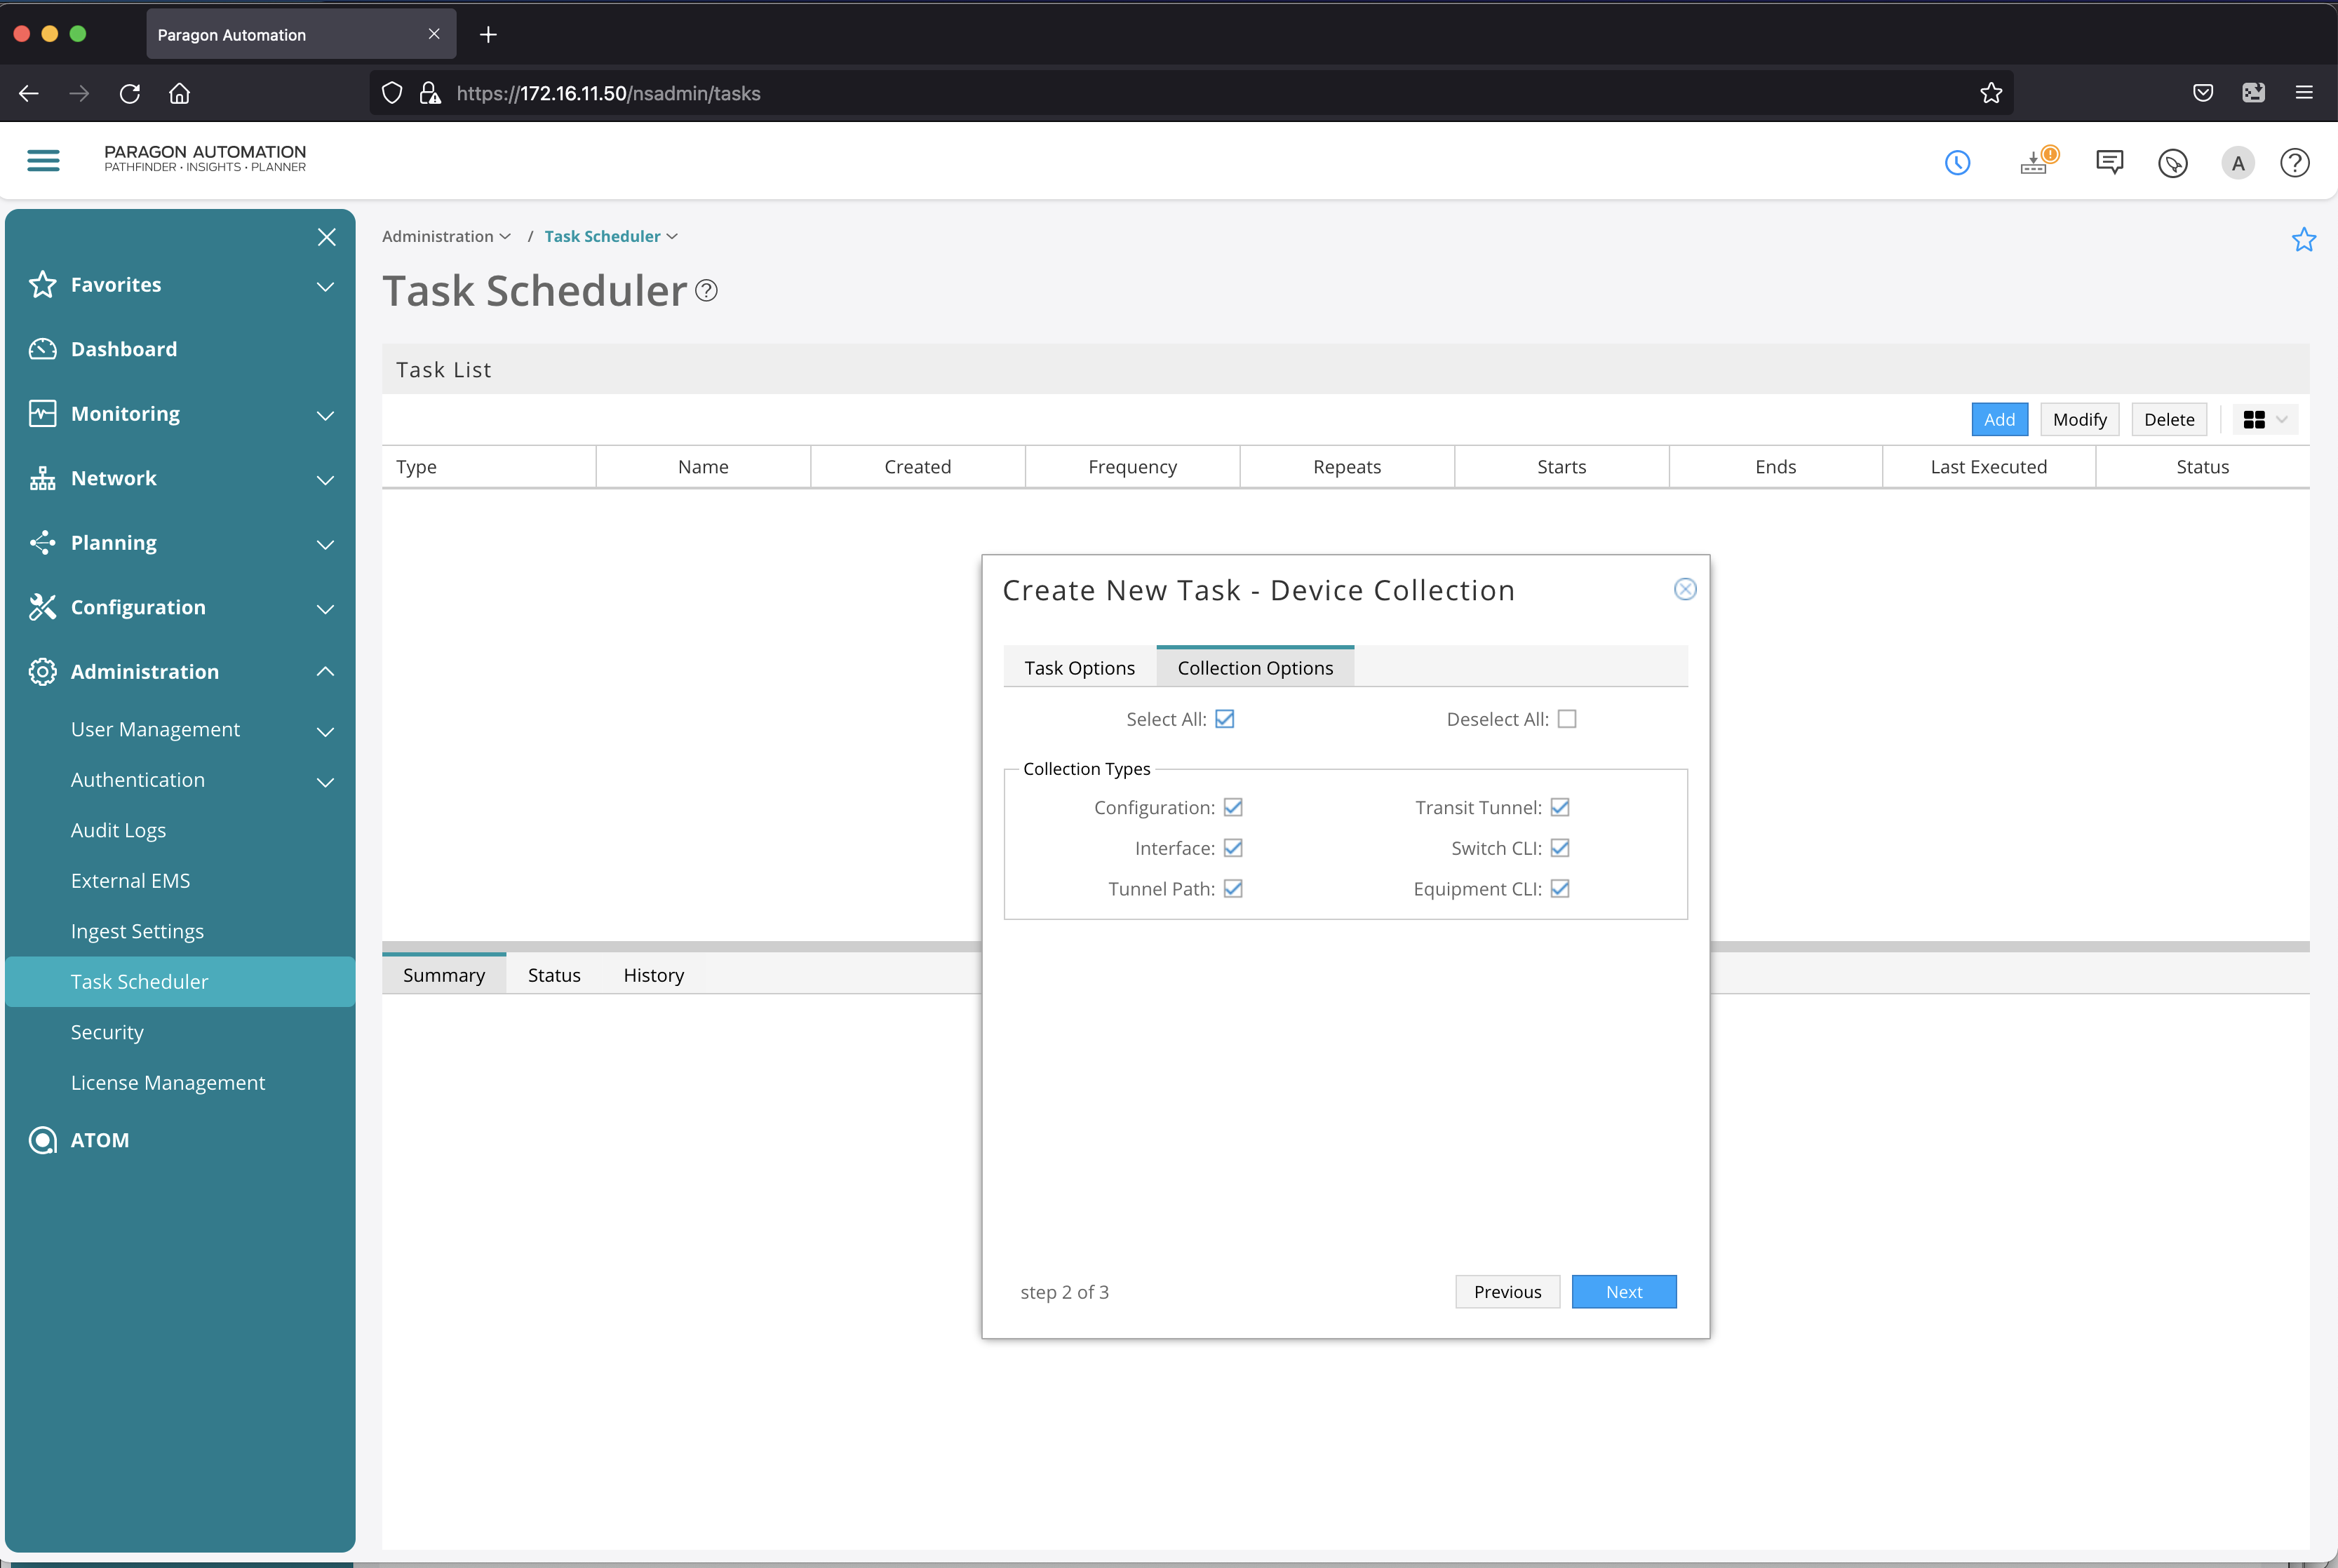 Paragon Automation
https://172.16.11.50/nsadmin/tasks
PARAGON AUTOMATION
PATHFINDER · INSIGHTS · PLANNER
A
Favorites
Dashboard
Monitoring
Network
Planning
Configuration
Administration
User Management
Authentication
Audit Logs
External EMS
Ingest Settings
Task Scheduler
Security
License Management
ATOM
Administration / Task Scheduler
Task Scheduler
Task List
Add Modify Delete
Type Name Created Frequency Repeats Starts Ends Last Executed Status
Create New Task - Device Collection
Task Options Collection Options
Select All: Deselect All:
Collection Types
Configuration: Transit Tunnel:
Interface: Switch CLI:
Tunnel Path: Equipment CLI:
step 2 of 3 Previous Next
Summary Status History